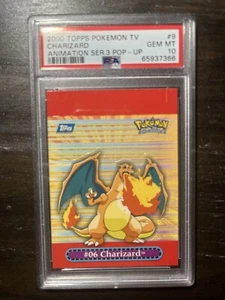 2000 TOPPS POKEMON TV #9
CHARIZARD GEM MT
ANIMATION SER.3 POP-UP 10
PSA 65937366
Topps
Pokémon
#06 Charizard